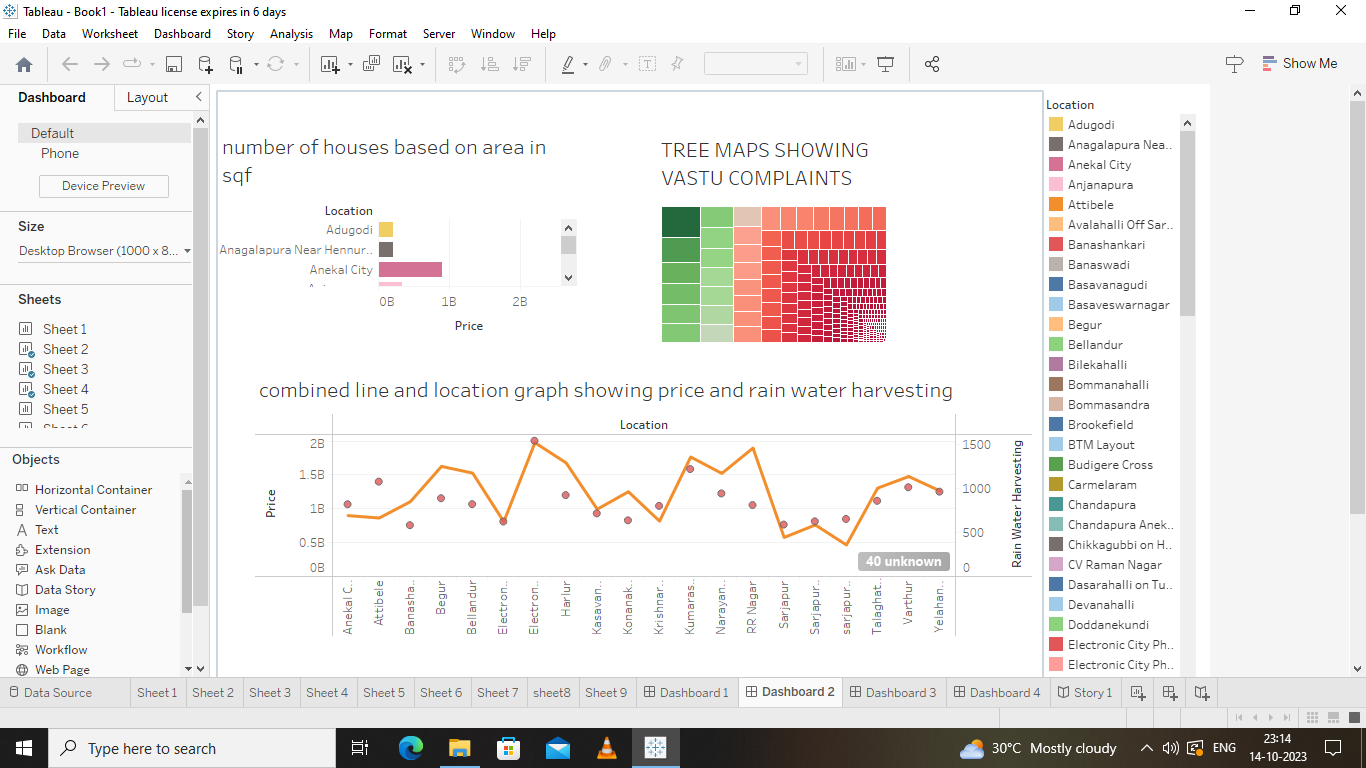 Tableau - Book1 - Tableau license expires in 6 days
File Data Worksheet Dashboard Story Analysis Map Format Server Window Help
Show Me
Dashboard Layout
Default
Phone
Device Preview
Size
Desktop Browser (1000 x 8...
Sheets
Sheet 1
Sheet 2
Sheet 3
Sheet 4
Sheet 5
Objects
Horizontal Container
Vertical Container
Text
Extension
Ask Data
Data Story
Image
Blank
Workflow
Web Page
number of houses based on area in
sqf
Location
Adugodi
Anagalapura Near Hennur..
Anekal City
0B 1B 2B
Price
TREE MAPS SHOWING
VASTU COMPLAINTS
combined line and location graph showing price and rain water harvesting
Location
Price
2B
1.5B
1B
0.5B
0B
1500
1000
500
0
Rain Water Harvesting
40 unknown
Anekal C..
Attibele
Banasha..
Begur
Bellandur
Electron..
Electron..
Harlur
Kasavan..
Konanak..
Krishnar..
Kumaras..
Narayan..
RR Nagar
Sarjapur
Sarjapur..
sarjapur..
Talaghat..
Varthur
Yelahan..
Location
Adugodi
Anagalapura Nea..
Anekal City
Anjanapura
Attibele
Avalahalli Off Sar..
Banashankari
Banaswadi
Basavanagudi
Basaveswarnagar
Begur
Bellandur
Bilekahalli
Bommanahalli
Bommasandra
Brookefield
BTM Layout
Budigere Cross
Carmelaram
Chandapura
Chandapura Anek..
Chikkagubbi on H..
CV Raman Nagar
Dasarahalli on Tu..
Devanahalli
Doddanekundi
Electronic City Ph..
Electronic City Ph..
Data Source Sheet 1 Sheet 2 Sheet 3 Sheet 4 Sheet 5 Sheet 6 Sheet 7 sheet8 Sheet 9 Dashboard 1 Dashboard 2 Dashboard 3 Dashboard 4 Story 1
Type here to search
30°C Mostly cloudy
ENG
23:14
14-10-2023